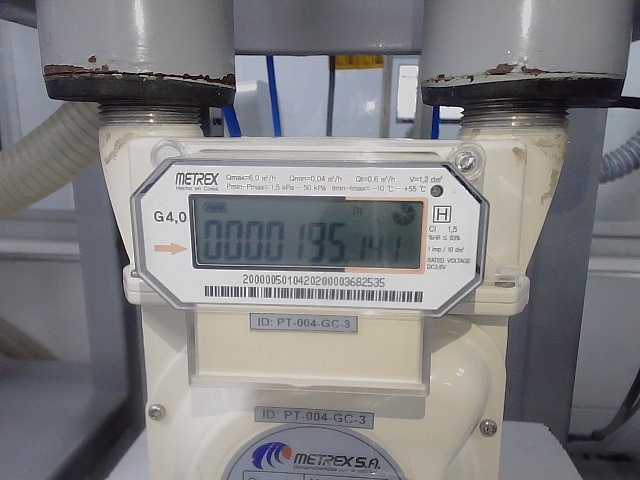 METREX
Hecho en Corea
Qmax=6,0 m³/h Qmin=0,04 m³/h Qt=0,6 m³/h V=1,2 dm³
Pmin-Pmax= 1,5 kPa – 50 kPa tmin-tmax= –10 °C – +55 °C
G4,0
01
0000195.141
H
Cl 1,5
%HR ≤ 93%
1 imp / 10 dm³
RATED VOLTAGE
DC3,6V
2000005010420200003682535
ID: PT-004-GC-3
ID: PT-004-GC-3
METREX S.A.